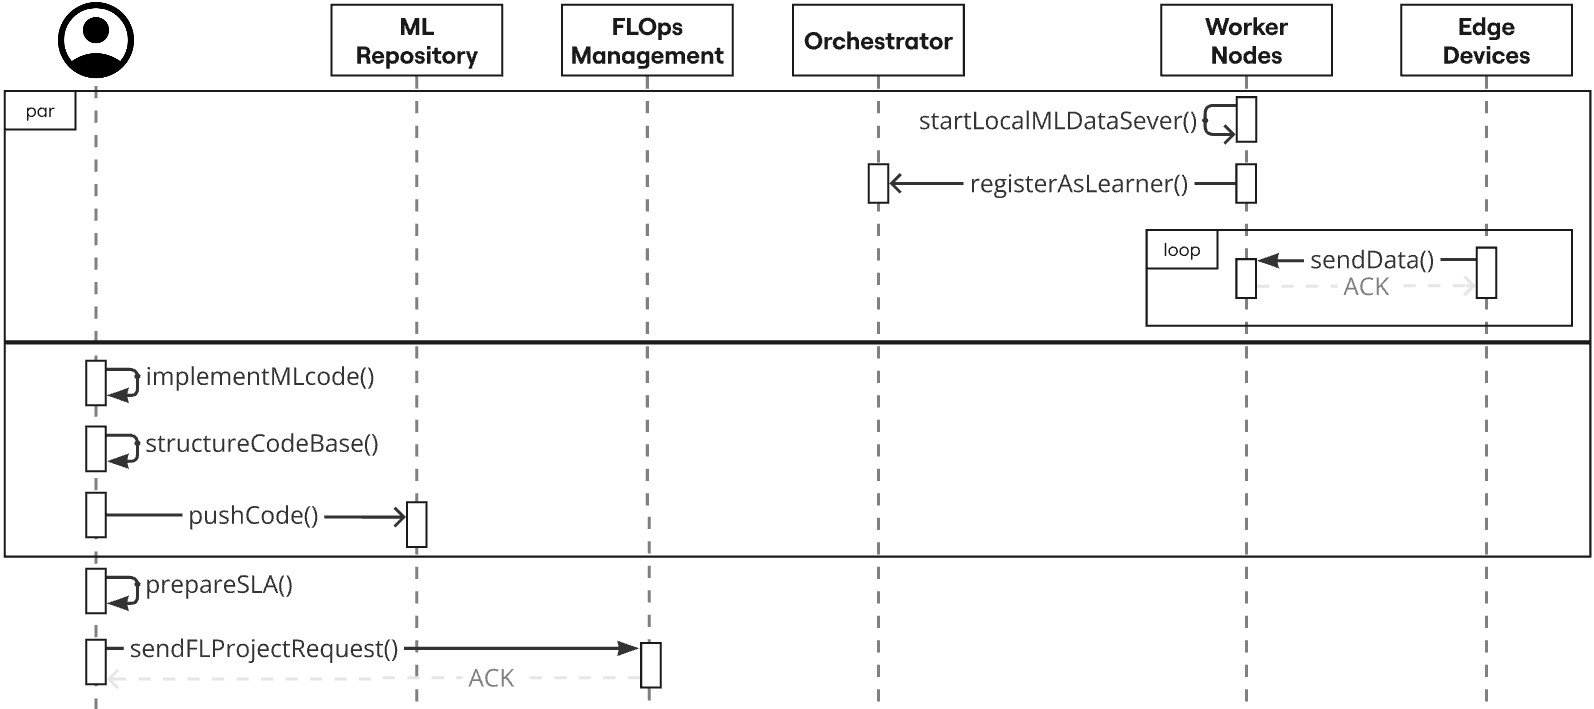 ML
Repository
FLOps
Management
Orchestrator
Worker
Nodes
Edge
Devices
par
startLocalMLDataSever()
registerAsLearner()
loop
sendData()
ACK
implementMLcode()
structureCodeBase()
pushCode()
prepareSLA()
sendFLProjectRequest()
ACK